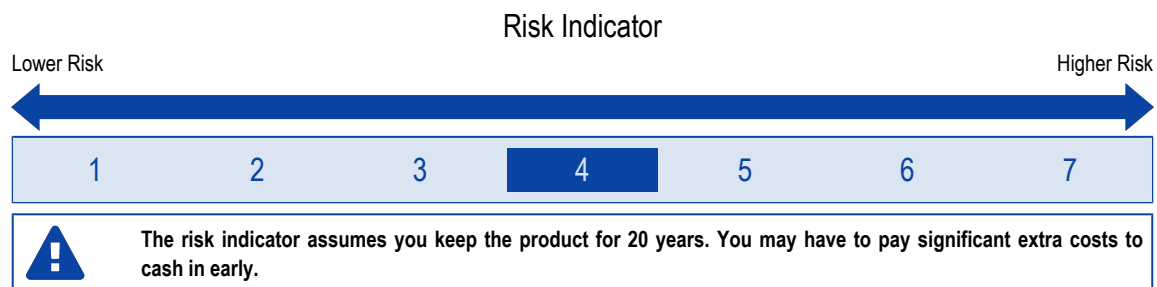 Risk Indicator
Lower Risk Higher Risk
1 2 3 4 5 6 7
The risk indicator assumes you keep the product for 20 years. You may have to pay significant extra costs to
cash in early.